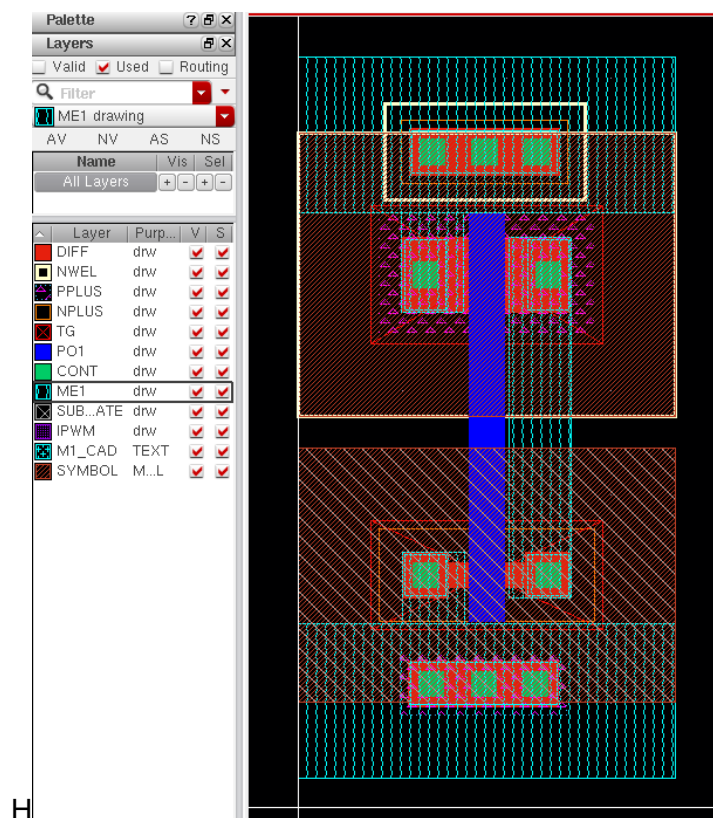 Palette
Layers
Valid Used Routing
Filter
ME1 drawing
AV NV AS NS
Name Vis Sel
All Layers + - + -
Layer Purp... V S
DIFF drw
NWEL drw
PPLUS drw
NPLUS drw
TG drw
PO1 drw
CONT drw
ME1 drw
SUB...ATE drw
IPWM drw
M1_CAD TEXT
SYMBOL M...L
H